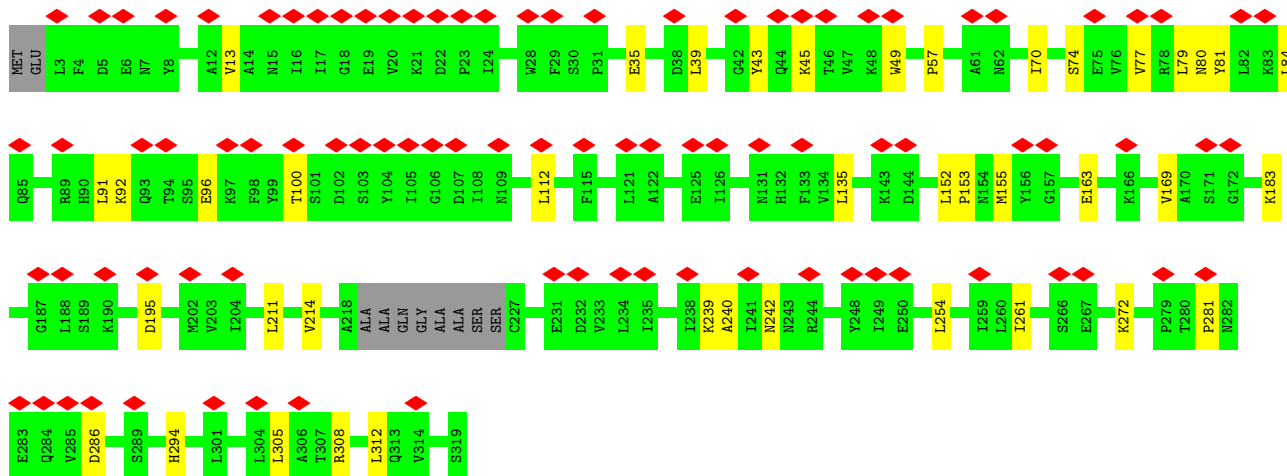 MET GLU L3 F4 D5 E6 N7 Y8 A12 V13 A14 N15 I16 I17 G18 E19 V20 K21 D22 P23 I24 W28 F29 S30 P31 E35 D38 L39 G42 Y43 Q44 K45 T46 V47 K48 W49 P57 A61 N62 I70 S74 E75 V76 V77 R78 L79 N80 Y81 L82 K83 L84
Q85 R89 H90 L91 K92 Q93 T94 S95 E96 K97 F98 Y99 T100 S101 D102 S103 Y104 I105 G106 D107 I108 N109 L112 F115 L121 A122 E125 I126 N131 H132 F133 V134 L135 K143 D144 L152 P153 N154 M155 Y156 G157 E163 K166 V169 A170 S171 G172 K183
G187 L188 S189 K190 D195 M202 V203 I204 L211 V214 A218 ALA ALA GLN GLY ALA ALA SER SER C227 E231 D232 V233 L234 I235 I238 K239 A240 I241 N242 N243 R244 Y248 I249 E250 L254 I259 L260 I261 S266 E267 K272 P279 T280 P281 N282
E283 Q284 V285 D286 S289 H294 L301 L304 L305 A306 T307 R308 L312 Q313 V314 S319